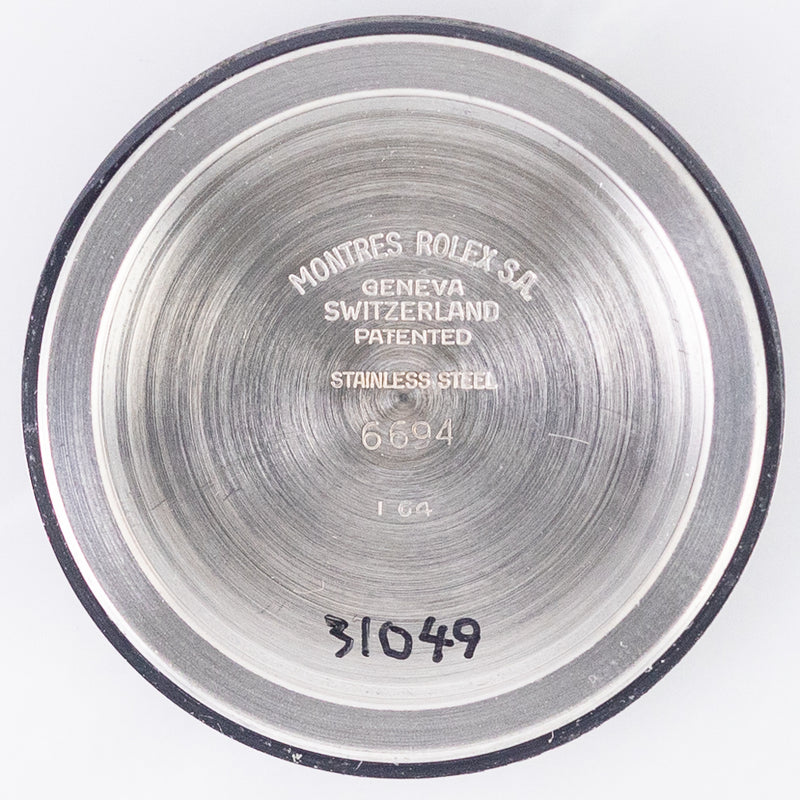 MONTRES ROLEX S.A.
GENEVA
SWITZERLAND
PATENTED
STAINLESS STEEL
6694
I 64
31049